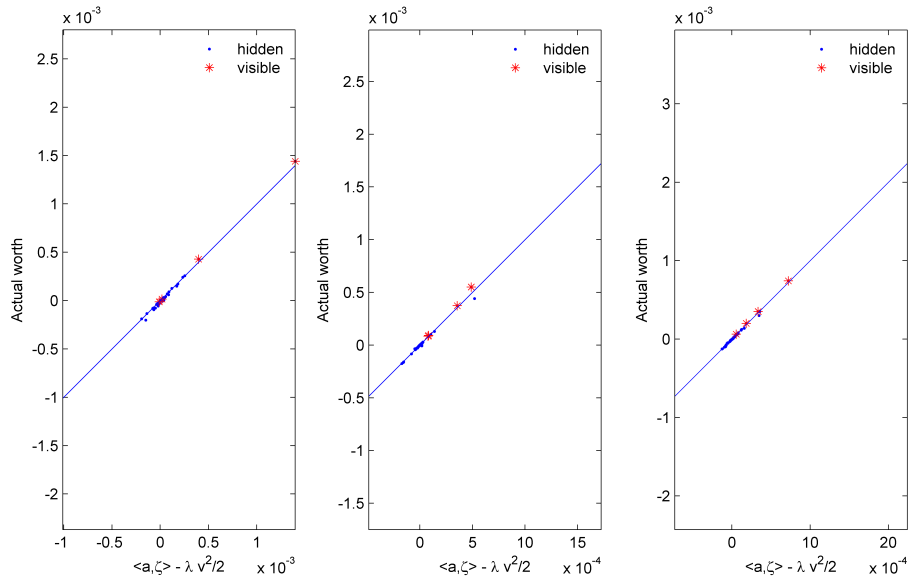 x 10⁻³
2.5
2
1.5
1
0.5
0
-0.5
-1
-1.5
-2
Actual worth
hidden
visible
-1
-0.5
0
0.5
1
<a,ζ> - λ v²/2
x 10⁻³
x 10⁻³
2.5
2
1.5
1
0.5
0
-0.5
-1
-1.5
Actual worth
hidden
visible
0
5
10
15
<a,ζ> - λ v²/2
x 10⁻⁴
x 10⁻³
3
2
1
0
-1
-2
Actual worth
hidden
visible
0
10
20
<a,ζ> - λ v²/2
x 10⁻⁴